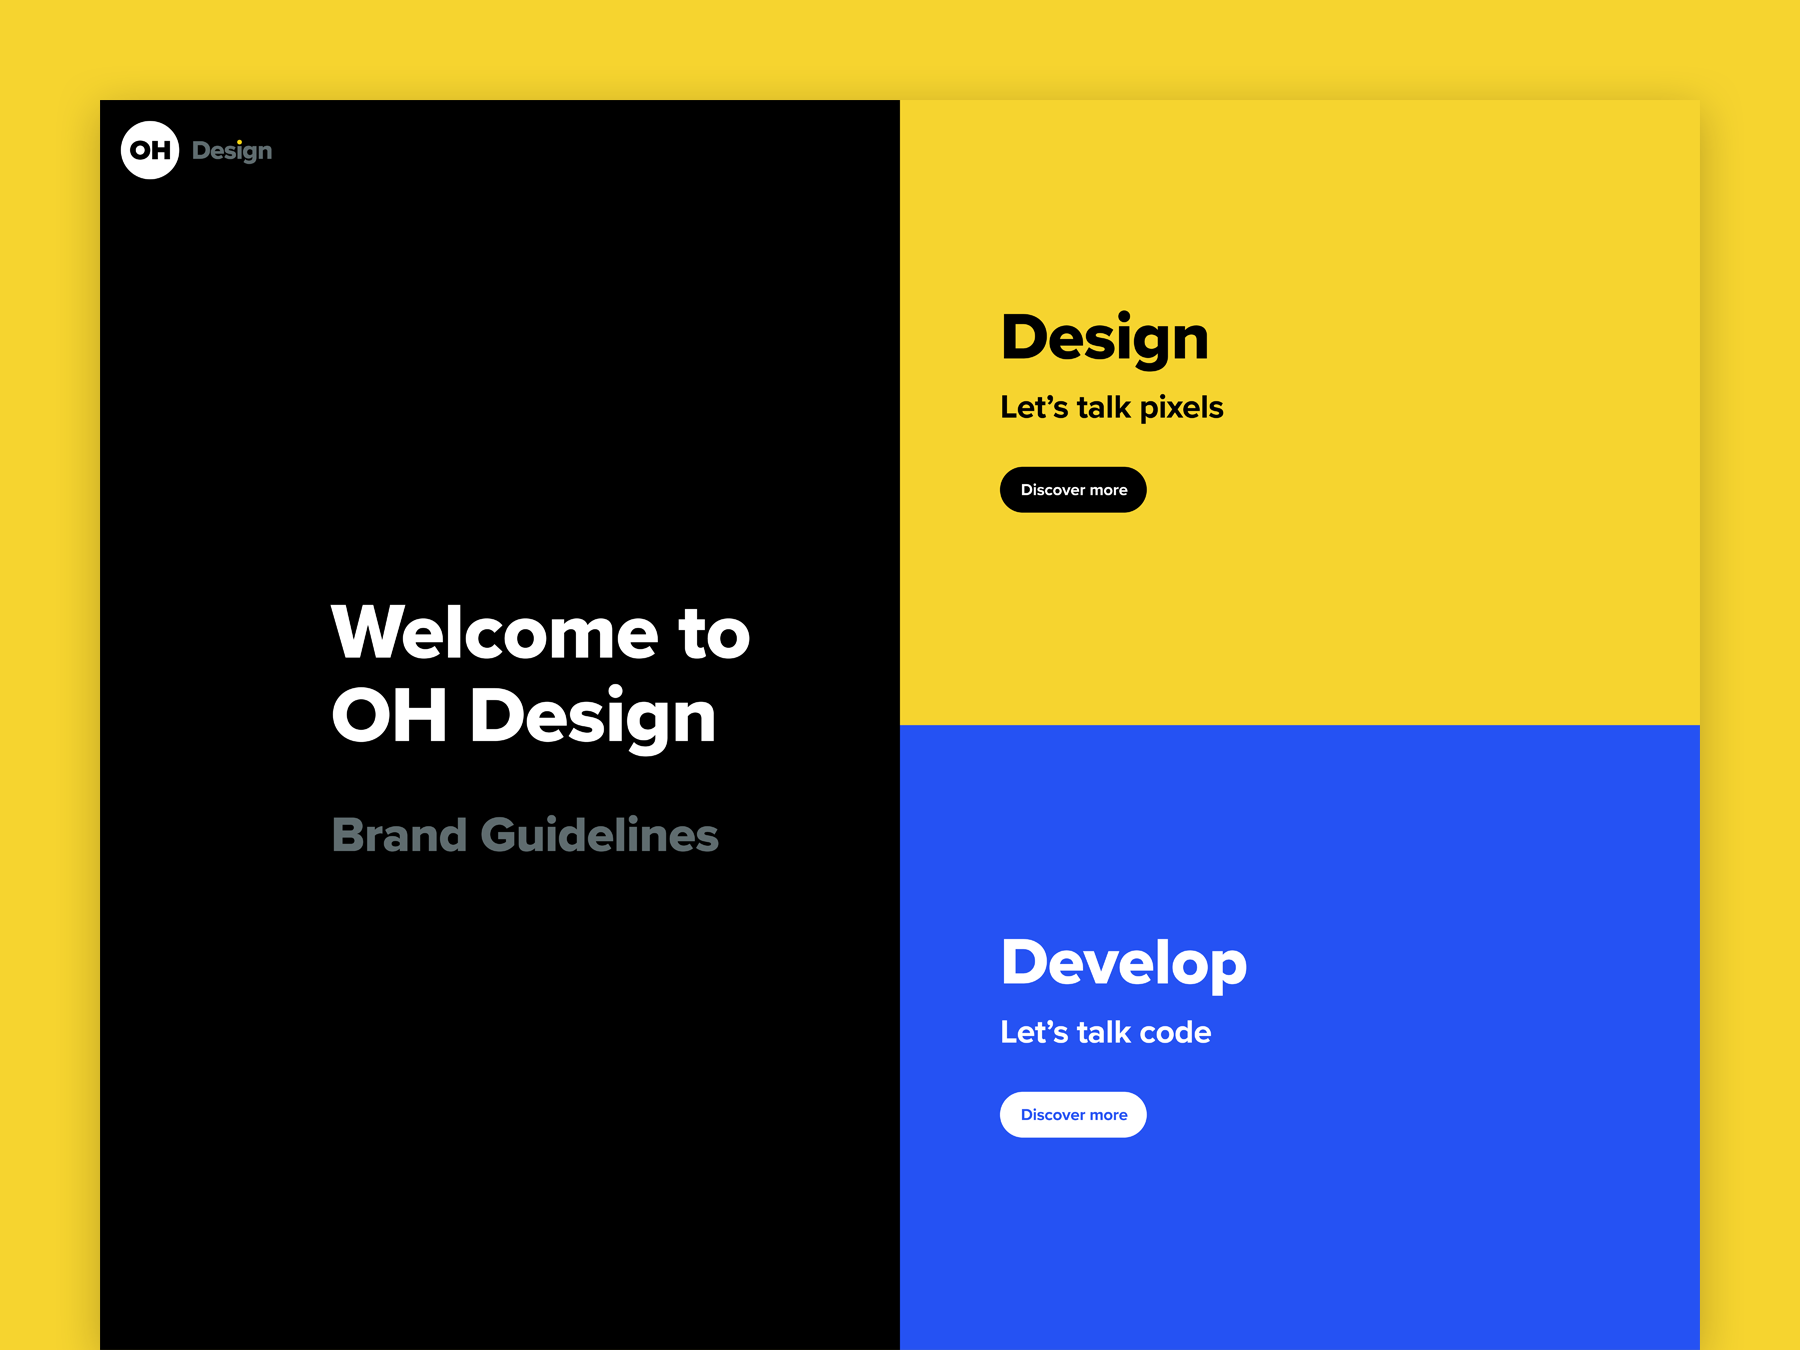 OH Design
Welcome to
OH Design
Brand Guidelines
Design
Let’s talk pixels
Discover more
Develop
Let’s talk code
Discover more